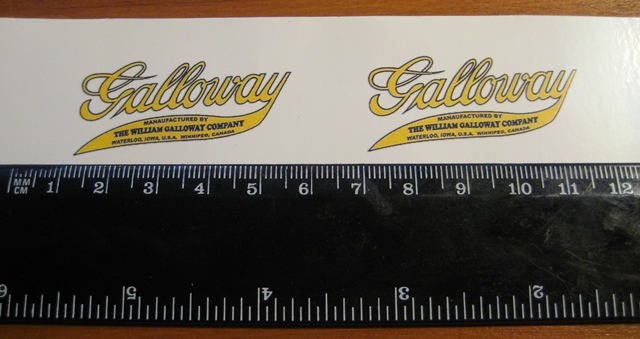 Galloway
MANAUFACTURED BY
THE WILLIAM GALLOWAY COMPANY
WATERLOO, IOWA, U.S.A. WINNIPEG, CANADA
Galloway
MANAUFACTURED BY
THE WILLIAM GALLOWAY COMPANY
WATERLOO, IOWA, U.S.A. WINNIPEG, CANADA
MM 1 2 3 4 5 6 7 8 9 10 11 12
CM
6 5 4 3 2